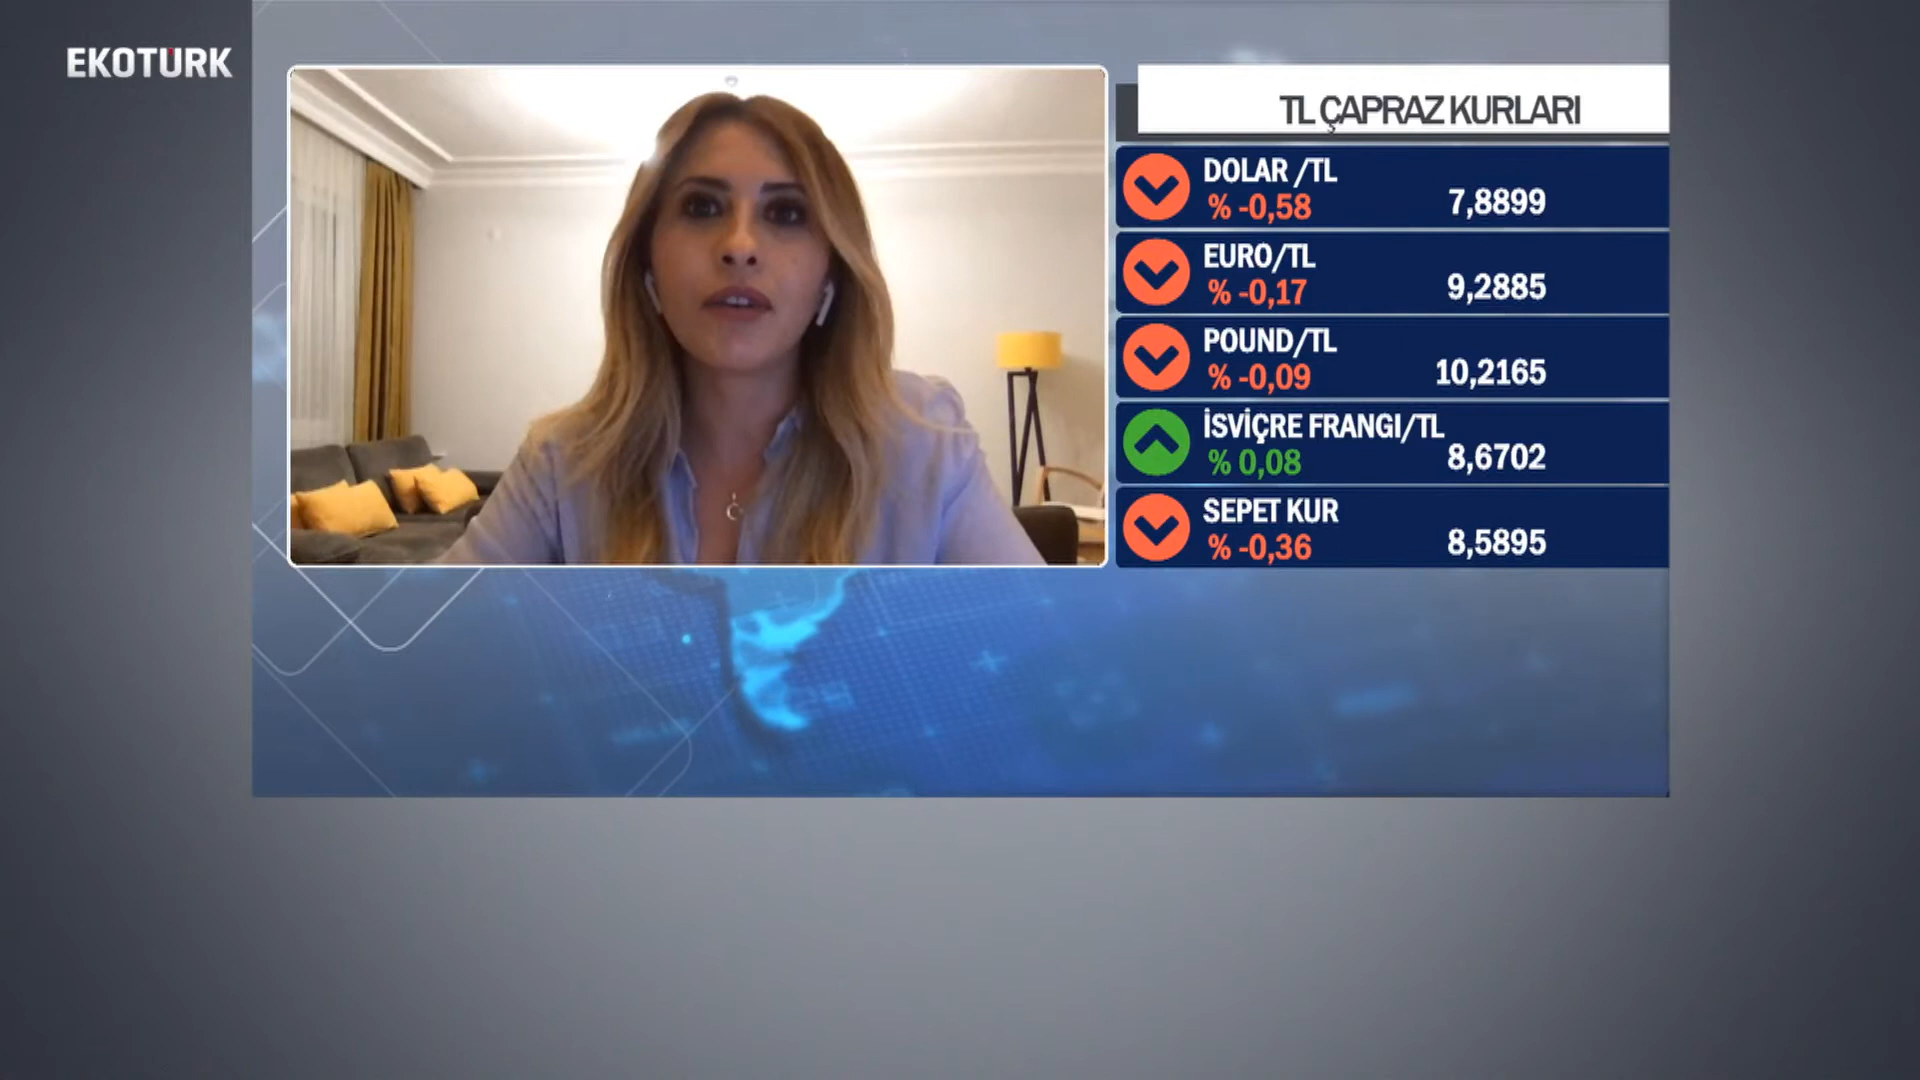 EKOTÜRK
TL ÇAPRAZ KURLARI
DOLAR /TL
% -0,58
7,8899
EURO/TL
% -0,17
9,2885
POUND/TL
% -0,09
10,2165
İSVİÇRE FRANGI/TL
% 0,08
8,6702
SEPET KUR
% -0,36
8,5895